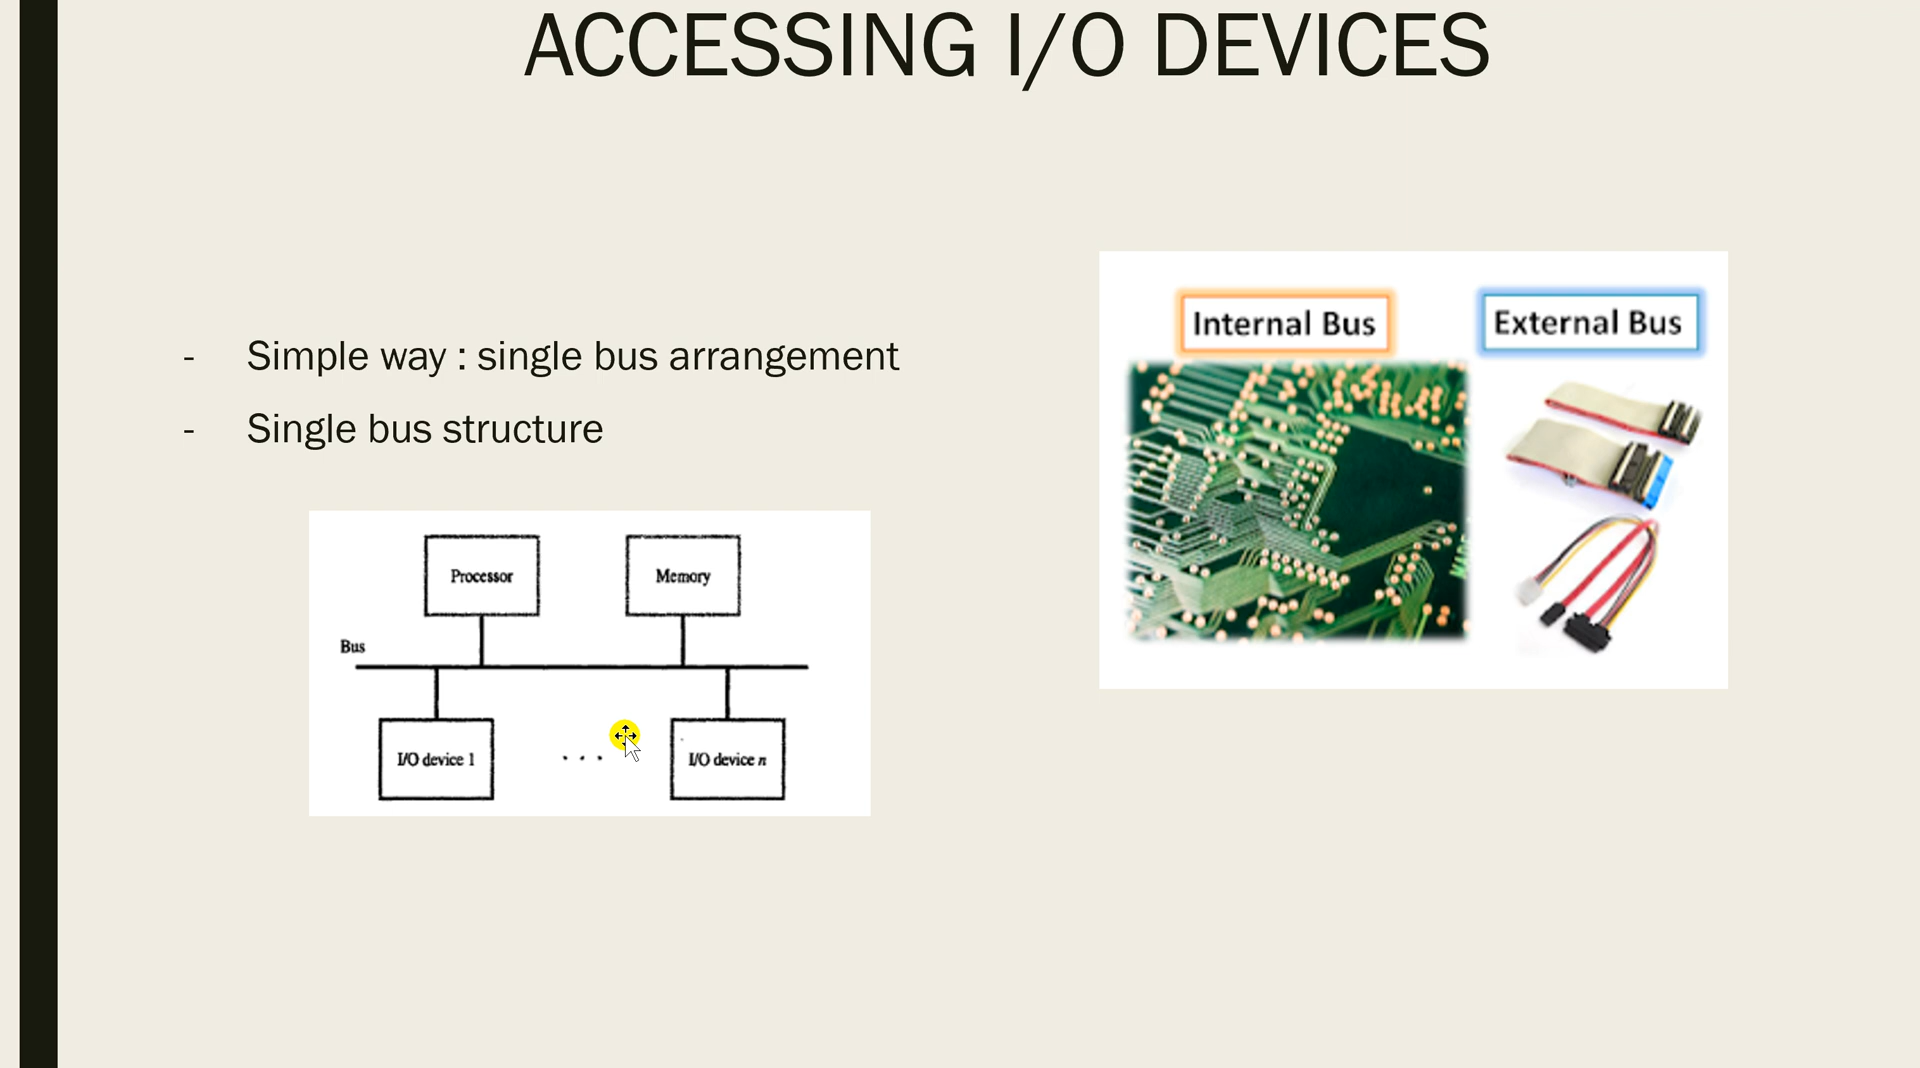 ACCESSING I/O DEVICES
- Simple way : single bus arrangement
- Single bus structure
Processor
Memory
Bus
I/O device 1
. . .
I/O device n
Internal Bus
External Bus